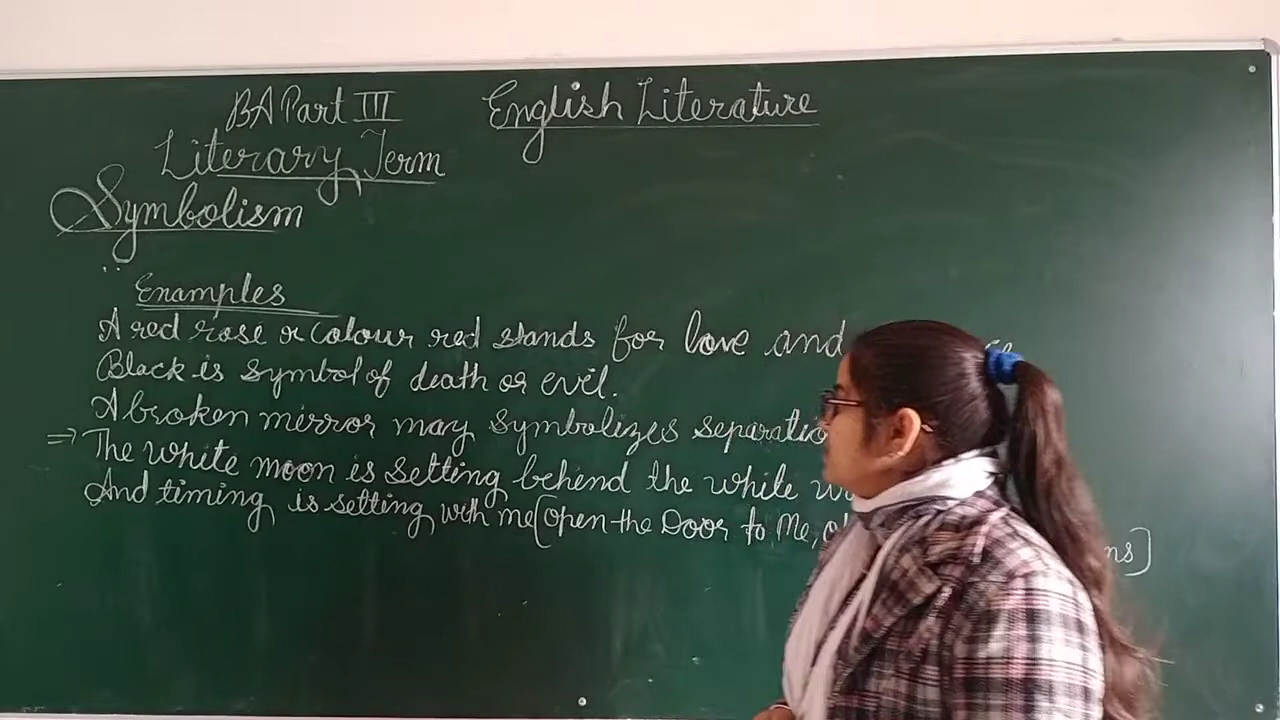 BA Part III
English Literature
Literary Term
Symbolism
Examples
A red rose or colour red stands for love and
Black is symbol of death or evil.
A broken mirror may symbolizes separatio
⇒ The white moon is setting behind the white w
And timing is setting with me [Open the Door to Me, o ns]